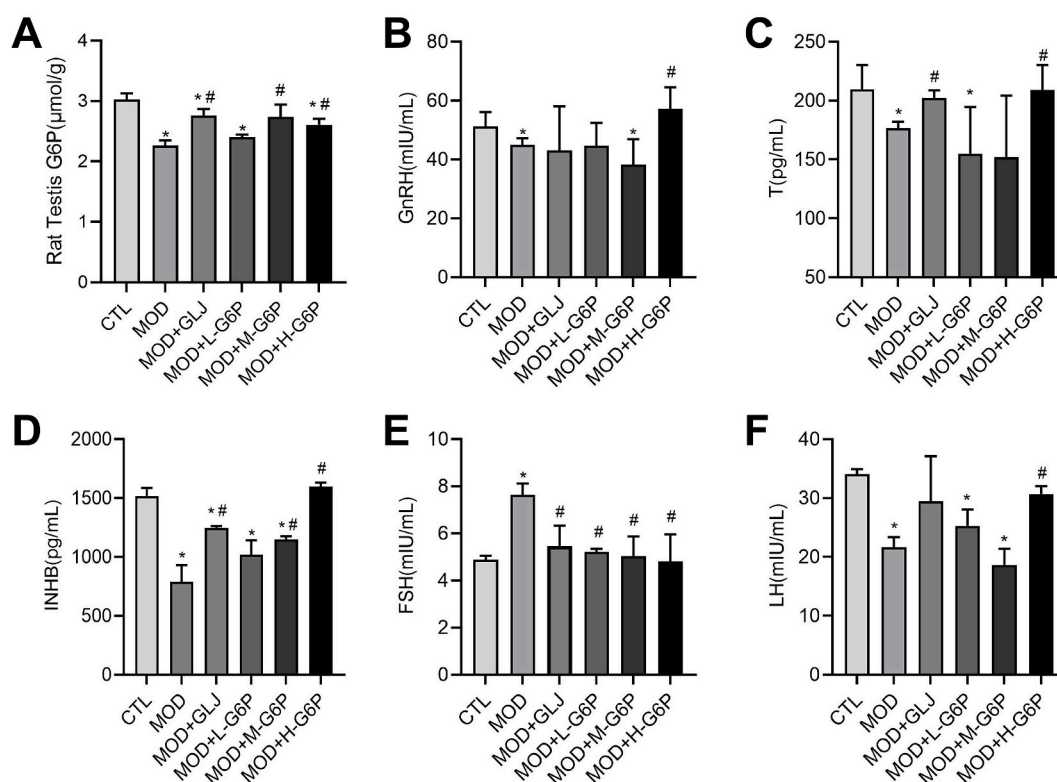 A
Rat Testis G6P(μmol/g)
4
3
2
1
0
* * # * # * #
CTL
MOD
MOD+GLJ
MOD+L-G6P
MOD+M-G6P
MOD+H-G6P
B
GnRH(mIU/mL)
80
60
40
20
0
* * #
CTL
MOD
MOD+GLJ
MOD+L-G6P
MOD+M-G6P
MOD+H-G6P
C
T(pg/mL)
250
200
150
100
50
* # * #
CTL
MOD
MOD+GLJ
MOD+L-G6P
MOD+M-G6P
MOD+H-G6P
D
INHB(pg/mL)
2000
1500
1000
500
0
* * # * * # #
CTL
MOD
MOD+GLJ
MOD+L-G6P
MOD+M-G6P
MOD+H-G6P
E
FSH(mIU/mL)
10
8
6
4
2
0
* # # # #
CTL
MOD
MOD+GLJ
MOD+L-G6P
MOD+M-G6P
MOD+H-G6P
F
LH(mIU/mL)
40
30
20
10
0
* * * #
CTL
MOD
MOD+GLJ
MOD+L-G6P
MOD+M-G6P
MOD+H-G6P